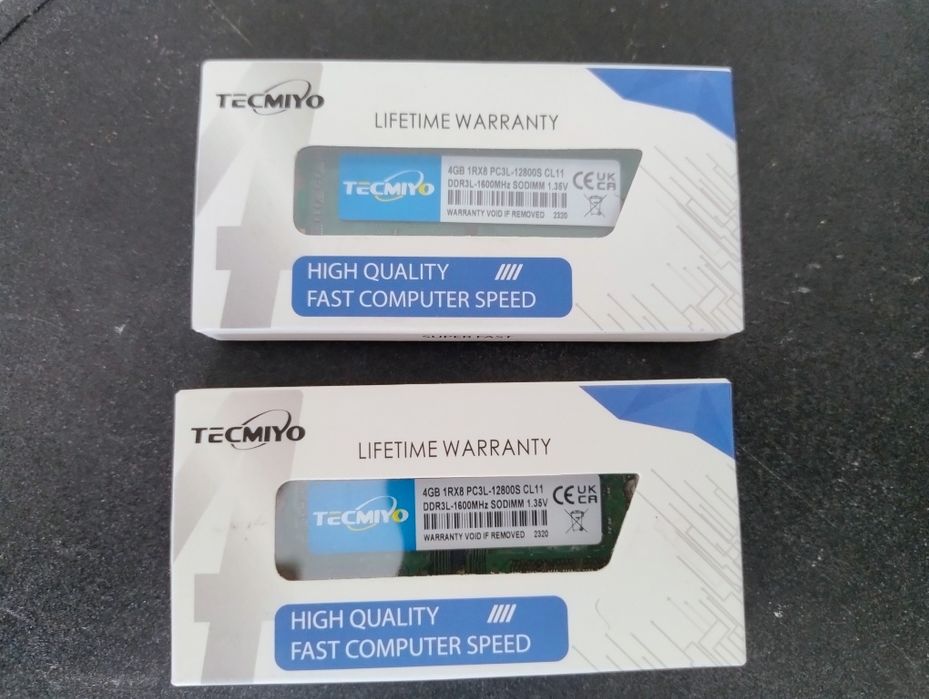 TECMIYO
LIFETIME WARRANTY
TECMIYO
4GB 1RX8 PC3L-12800S CL11
DDR3L-1600MHz SODIMM 1.35V
CE UK CA
WARRANTY VOID IF REMOVED 2320
HIGH QUALITY ////
FAST COMPUTER SPEED
SUPER FAST
TECMIYO
LIFETIME WARRANTY
TECMIYO
4GB 1RX8 PC3L-12800S CL11
DDR3L-1600MHz SODIMM 1.35V
CE UK CA
WARRANTY VOID IF REMOVED 2320
HIGH QUALITY ////
FAST COMPUTER SPEED